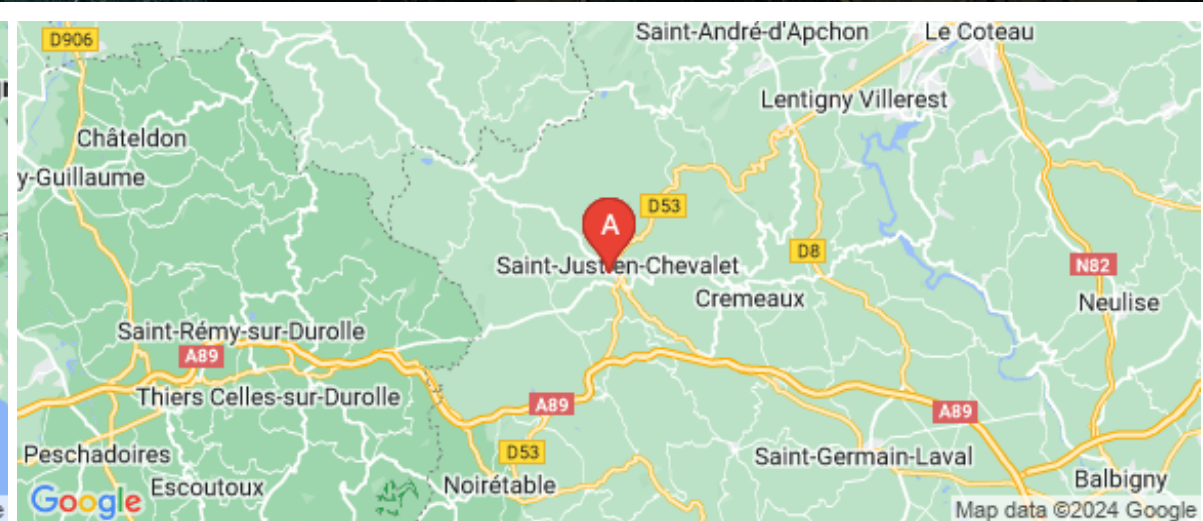 D906
Saint-André-d'Apchon
Le Coteau
Lentigny Villerest
Châteldon
y-Guillaume
D53
A
D8
Saint-Just-en-Chevalet
N82
Cremeaux
Neulise
Saint-Rémy-sur-Durolle
A89
Thiers Celles-sur-Durolle
A89
A89
Peschadoires
D53
Saint-Germain-Laval
Balbigny
Escoutoux
Noirétable
Google
Map data ©2024 Google